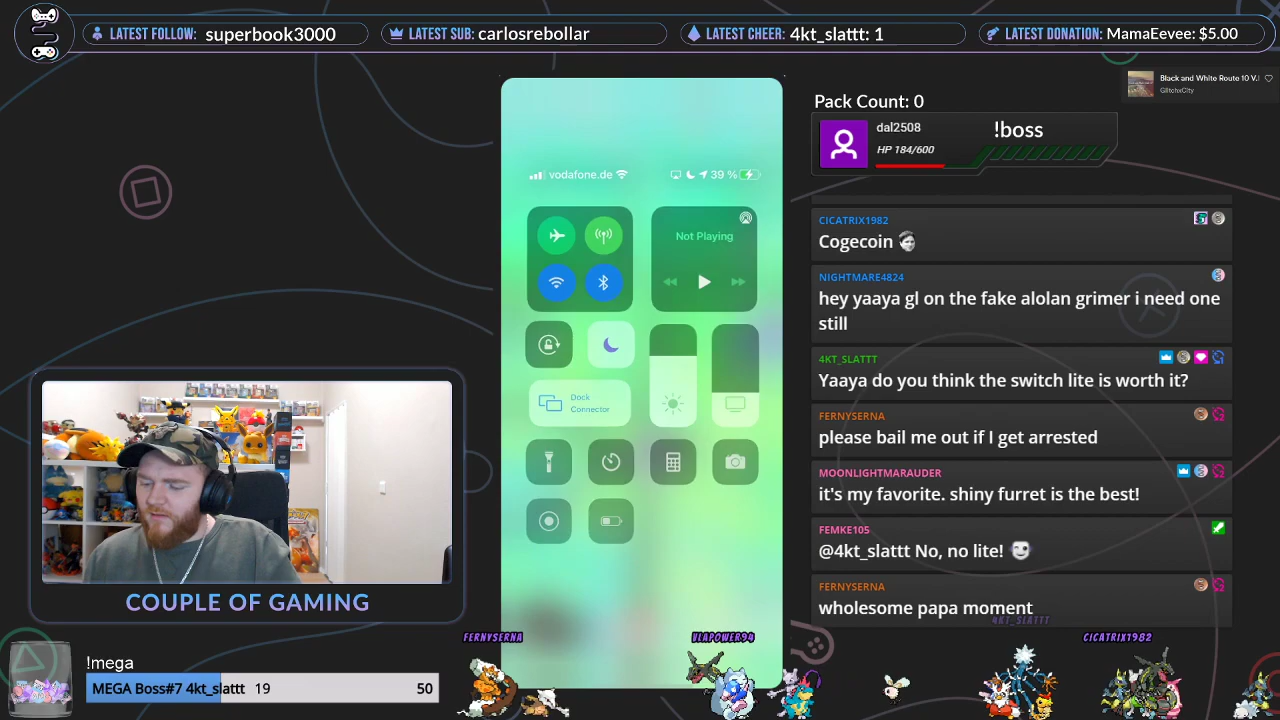 LATEST FOLLOW: superbook3000
LATEST SUB: carlosrebollar
LATEST CHEER: 4kt_slattt: 1
LATEST DONATION: MamaEevee: $5.00
Black and White Route 10 V.
GlitchxCity
Pack Count: 0
dal2508
!boss
HP 184/600
vodafone.de
39 %
Not Playing
Dock
Connector
CICATRIX1982
Cogecoin
NIGHTMARE4824
hey yaaya gl on the fake alolan grimer i need one
still
4KT_SLATTT
Yaaya do you think the switch lite is worth it?
FERNYSERNA
please bail me out if I get arrested
MOONLIGHTMARAUDER
it's my favorite. shiny furret is the best!
FEMKE105
@4kt_slattt No, no lite!
FERNYSERNA
wholesome papa moment
COUPLE OF GAMING
4KT_SLATTT
FERNYSERNA
VLAPOWER94
CICATRIX1982
!mega
MEGA Boss#7 4kt_slattt 19 50